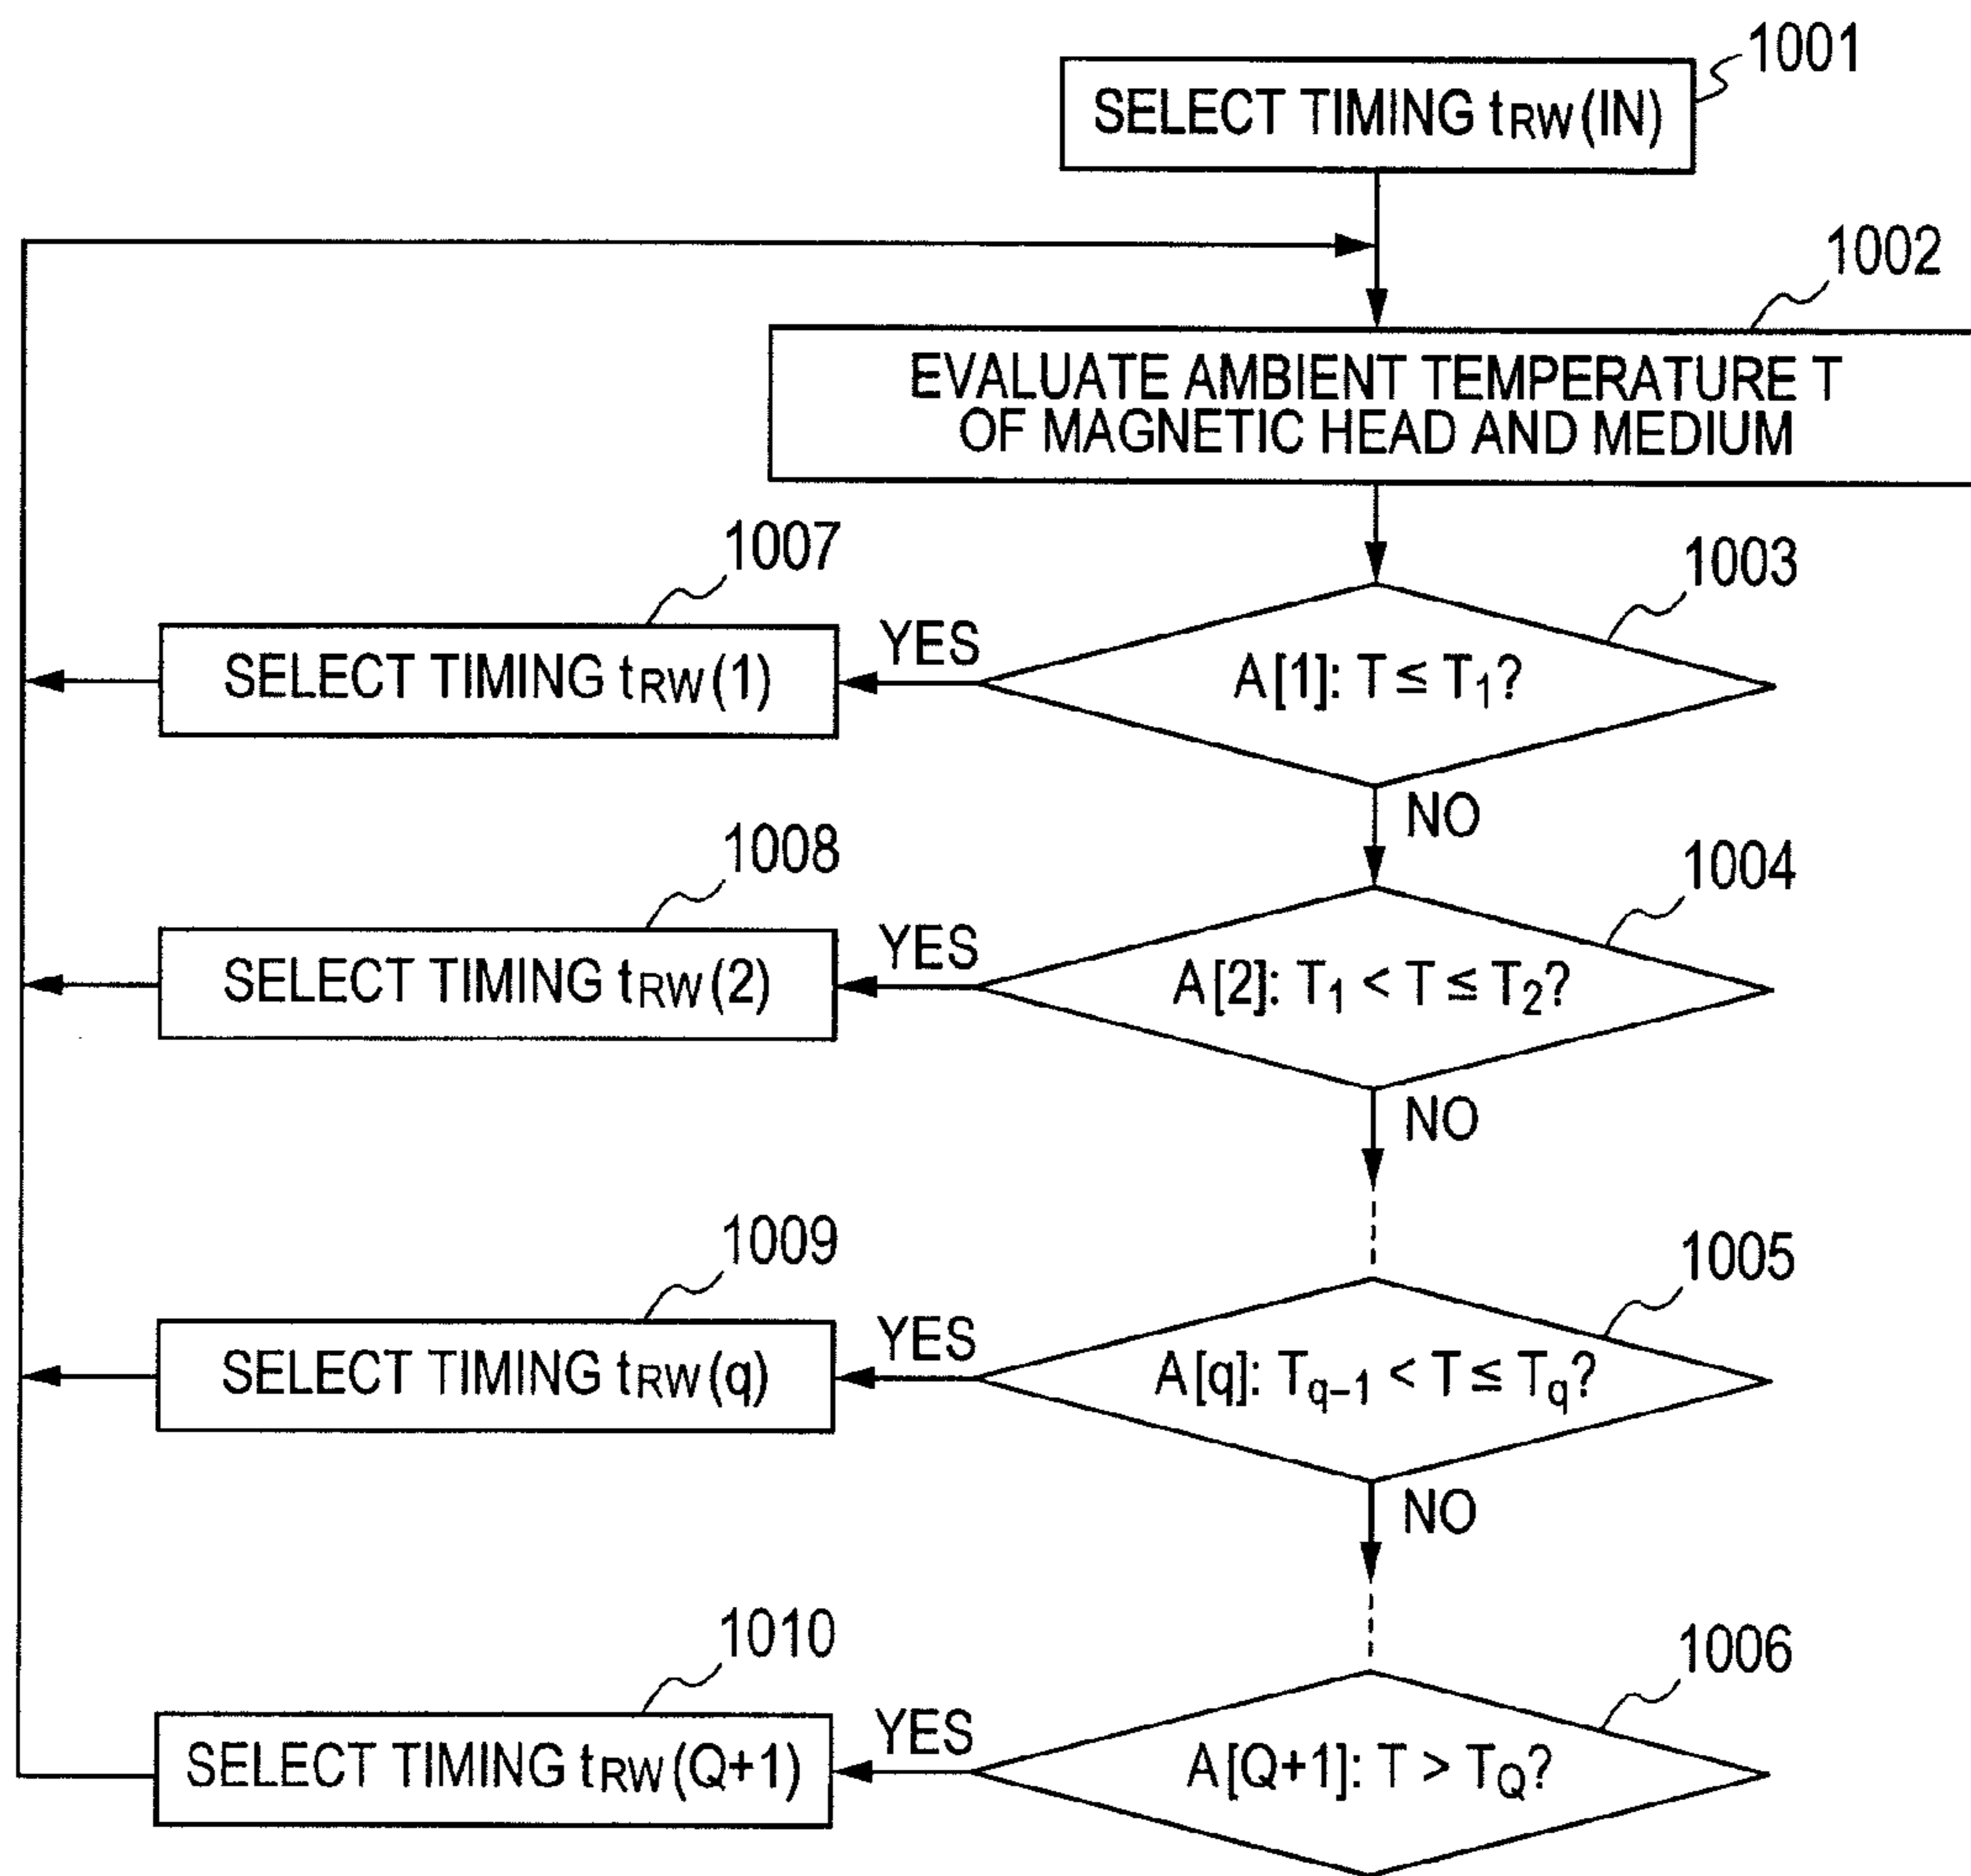 1001
SELECT TIMING tRW(IN)
1002
EVALUATE AMBIENT TEMPERATURE T
OF MAGNETIC HEAD AND MEDIUM
1007
1003
SELECT TIMING tRW(1)
YES
A[1]: T ≤ T1?
NO
1008
1004
SELECT TIMING tRW(2)
YES
A[2]: T1 < T ≤ T2?
NO
1009
1005
SELECT TIMING tRW(q)
YES
A[q]: Tq–1 < T ≤ Tq?
NO
1010
1006
SELECT TIMING tRW(Q+1)
YES
A[Q+1]: T > TQ?